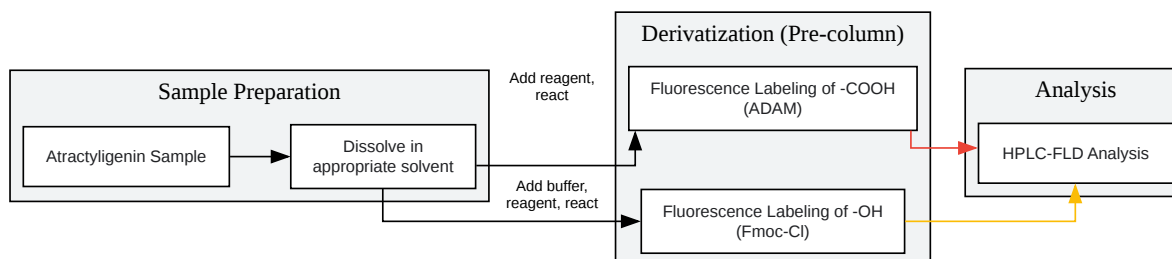 Sample Preparation
Atractyligenin Sample
Dissolve in
appropriate solvent
Add reagent,
react
Add buffer,
reagent, react
Derivatization (Pre-column)
Fluorescence Labeling of -COOH
(ADAM)
Fluorescence Labeling of -OH
(Fmoc-Cl)
Analysis
HPLC-FLD Analysis